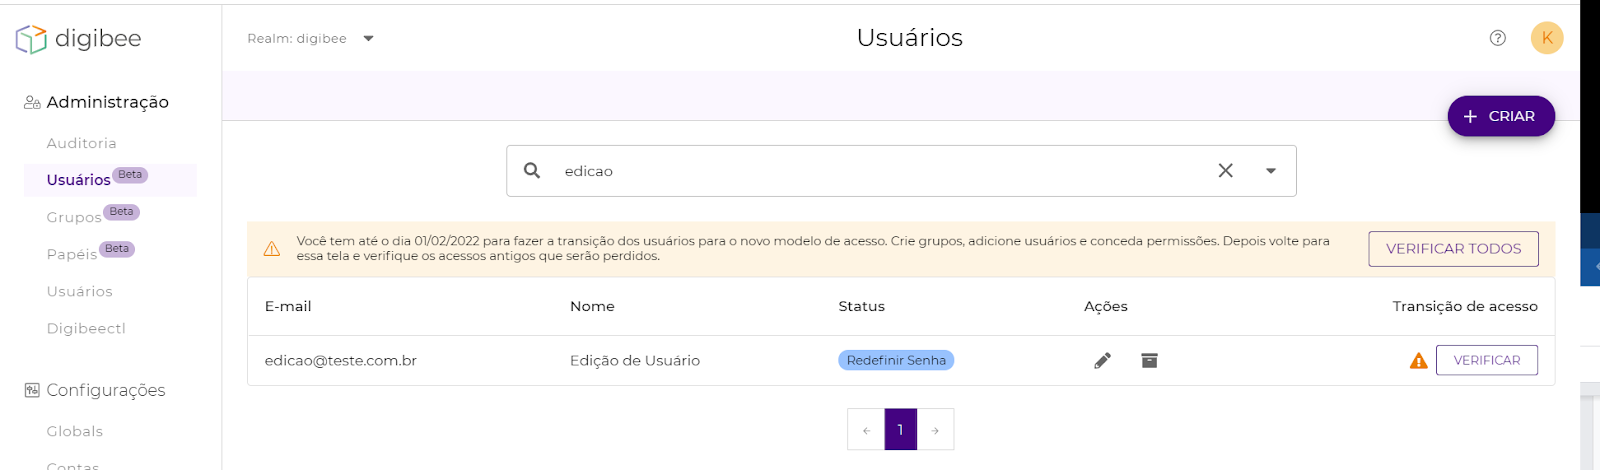 digibee
Realm: digibee
Usuários
K
Administração
Auditoria
Usuários Beta
Grupos Beta
Papéis Beta
Usuários
Digibeectl
Configurações
Globals
Contas
+ CRIAR
edicao
Você tem até o dia 01/02/2022 para fazer a transição dos usuários para o novo modelo de acesso. Crie grupos, adicione usuários e conceda permissões. Depois volte para
essa tela e verifique os acessos antigos que serão perdidos.
VERIFICAR TODOS
E-mail Nome Status Ações Transição de acesso
edicao@teste.com.br Edição de Usuário Redefinir Senha VERIFICAR
← 1 →